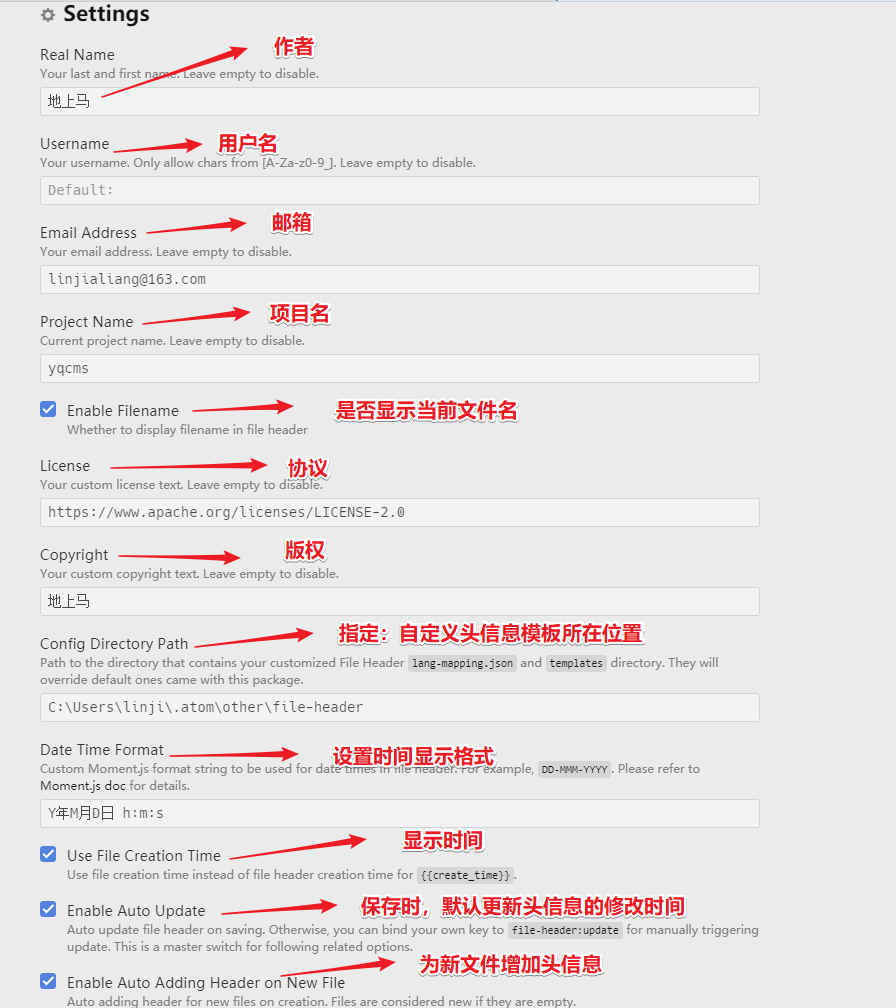 Settings
Real Name
作者
Your last and first name. Leave empty to disable.
地上马
Username
用户名
Your username. Only allow chars from [A-Za-z0-9_]. Leave empty to disable.
Default:
Email Address
邮箱
Your email address. Leave empty to disable.
linjialiang@163.com
Project Name
项目名
Current project name. Leave empty to disable.
yqcms
Enable Filename
是否显示当前文件名
Whether to display filename in file header
License
协议
Your custom license text. Leave empty to disable.
https://www.apache.org/licenses/LICENSE-2.0
Copyright
版权
Your custom copyright text. Leave empty to disable.
地上马
Config Directory Path
指定：自定义头信息模板所在位置
Path to the directory that contains your customized File Header lang-mapping.json and templates directory. They will
override default ones came with this package.
C:\Users\linji\.atom\other\file-header
Date Time Format
设置时间显示格式
Custom Moment.js format string to be used for date times in file header. For example, DD-MMM-YYYY. Please refer to
Moment.js doc for details.
Y年M月D日 h:m:s
Use File Creation Time
显示时间
Use file creation time instead of file header creation time for {{create_time}}.
Enable Auto Update
保存时，默认更新头信息的修改时间
Auto update file header on saving. Otherwise, you can bind your own key to file-header:update for manually triggering
update. This is a master switch for following related options.
Enable Auto Adding Header on New File
为新文件增加头信息
Auto adding header for new files on creation. Files are considered new if they are empty.